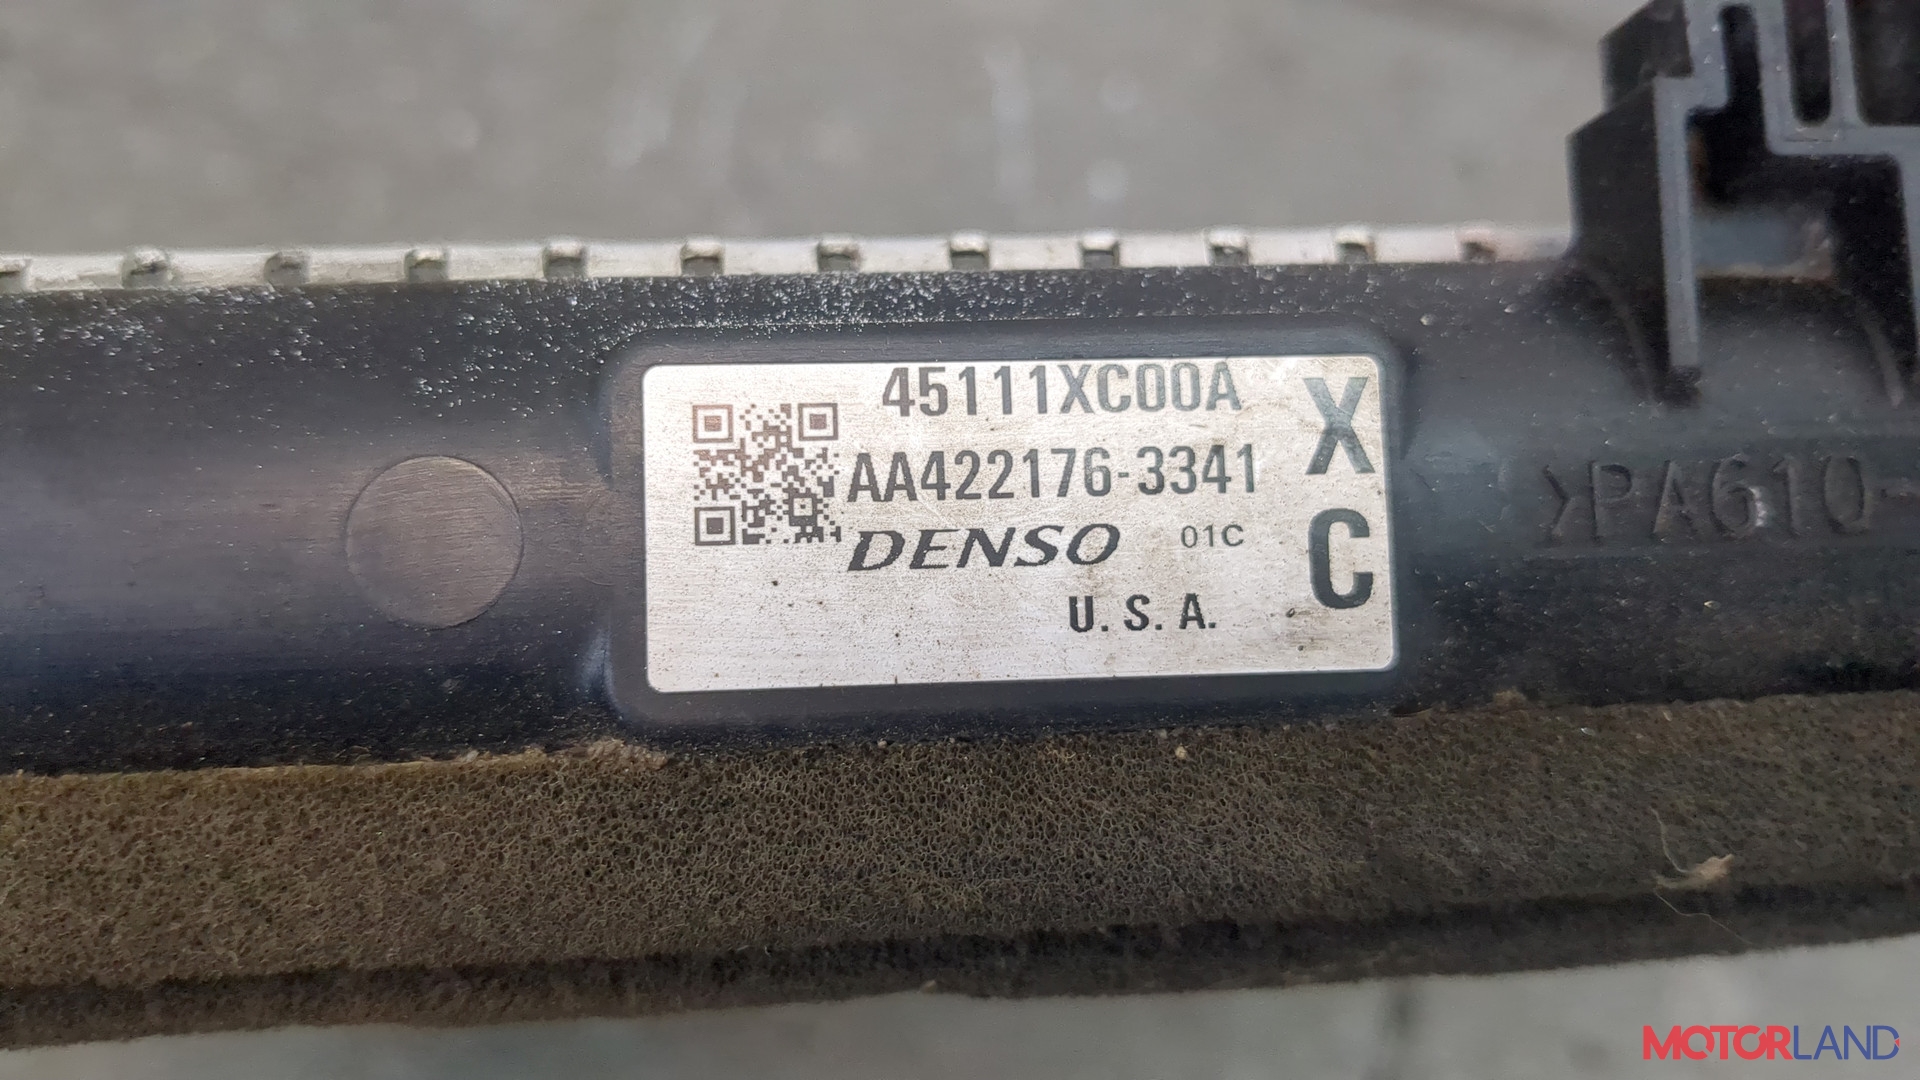 45111XC00A
AA422176-3341
DENSO 01C
U.S.A.
X
C
>PA610-
MOTORLAND